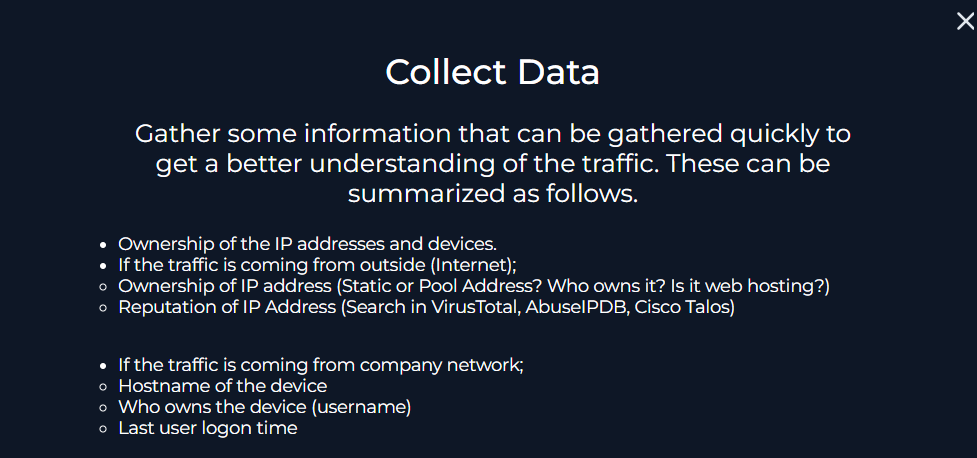 Collect Data
Gather some information that can be gathered quickly to
get a better understanding of the traffic. These can be
summarized as follows.
• Ownership of the IP addresses and devices.
• If the traffic is coming from outside (Internet);
◦ Ownership of IP address (Static or Pool Address? Who owns it? Is it web hosting?)
◦ Reputation of IP Address (Search in VirusTotal, AbuseIPDB, Cisco Talos)
• If the traffic is coming from company network;
◦ Hostname of the device
◦ Who owns the device (username)
◦ Last user logon time